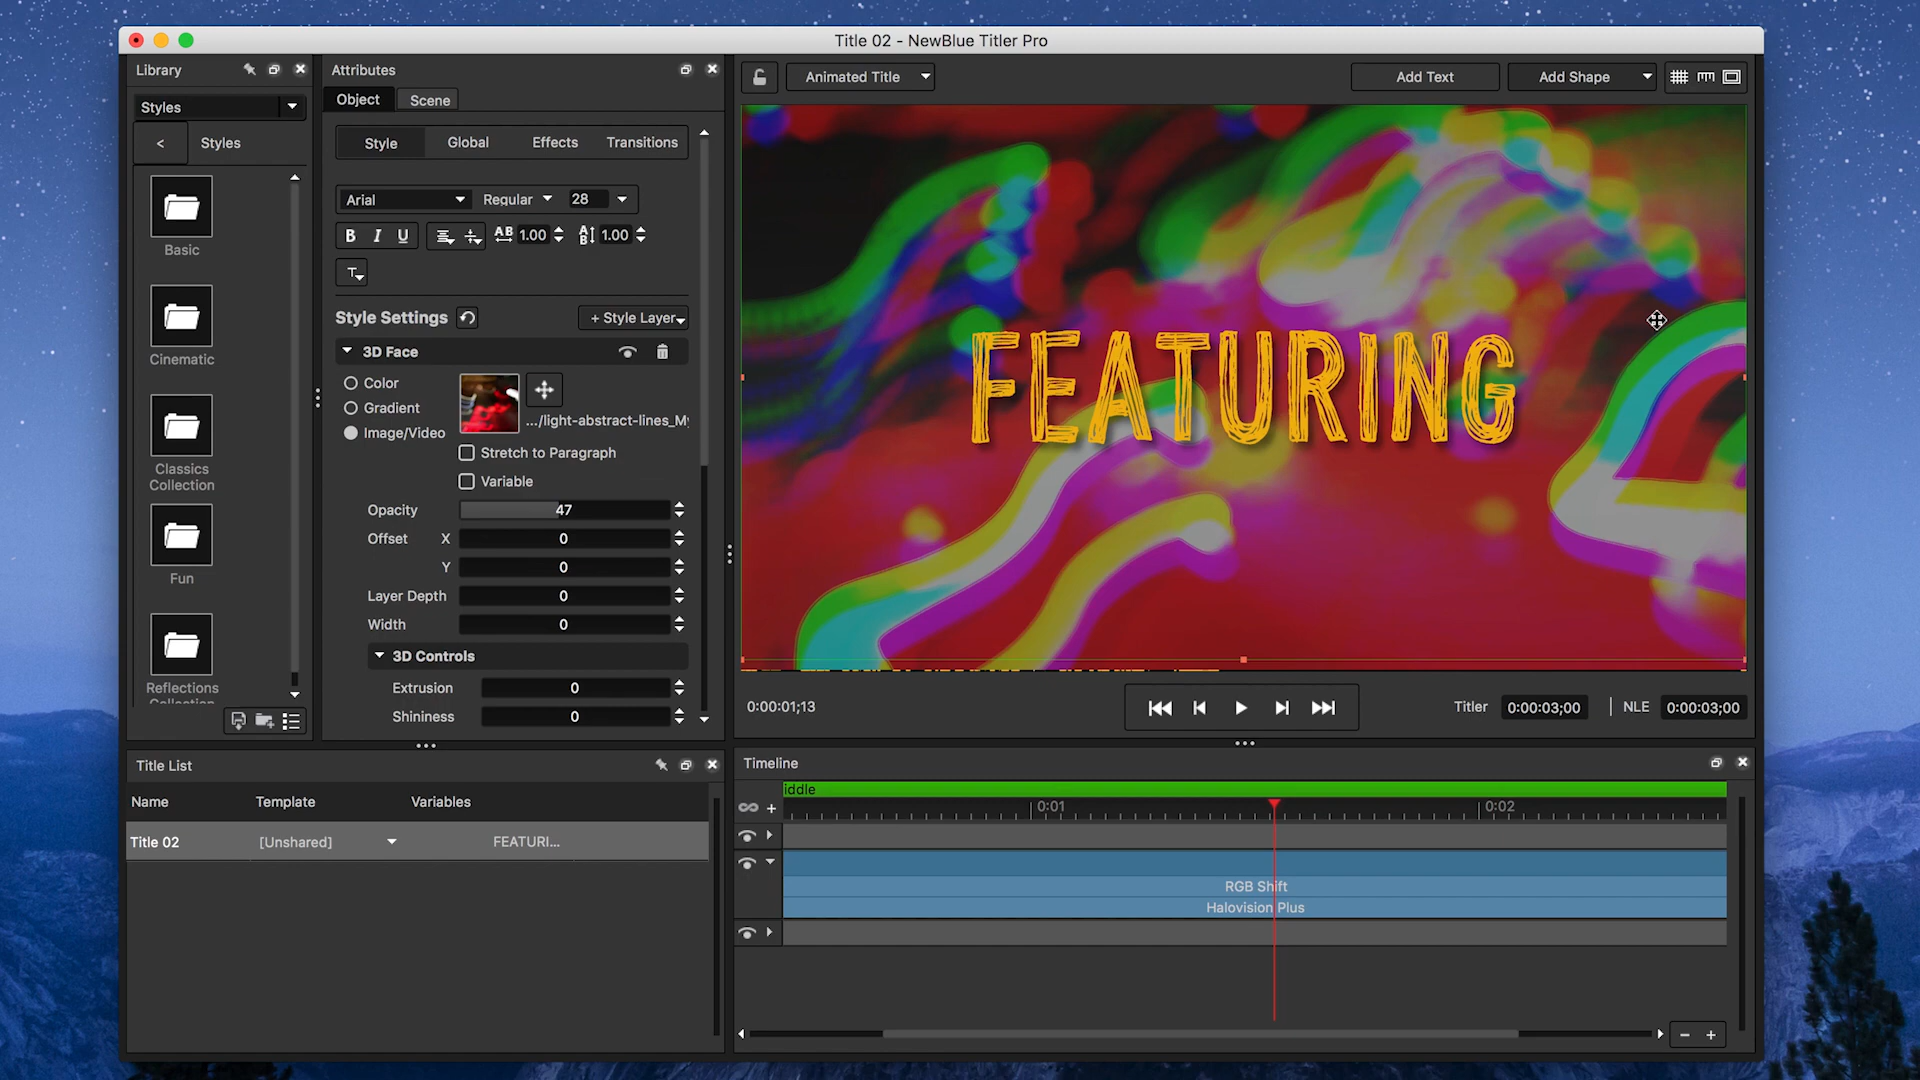 Title 02 - NewBlue Titler Pro
Library
Styles
< Styles
Basic
Cinematic
Classics
Collection
Fun
Reflections
Attributes
Object Scene
Style Global Effects Transitions
Arial Regular 28
B I U AB 1.00 AB 1.00
T
Style Settings + Style Layer
3D Face
Color
Gradient
Image/Video
.../light-abstract-lines_My
Stretch to Paragraph
Variable
Opacity 47
Offset X 0
Y 0
Layer Depth 0
Width 0
3D Controls
Extrusion 0
Shininess 0
Animated Title Add Text Add Shape
FEATURING
0:00:01;13 Titler 0:00:03;00 NLE 0:00:03;00
Title List
Name Template Variables
Title 02 [Unshared] FEATURI...
Timeline
iddle
0:01 0:02
RGB Shift
Halovision Plus